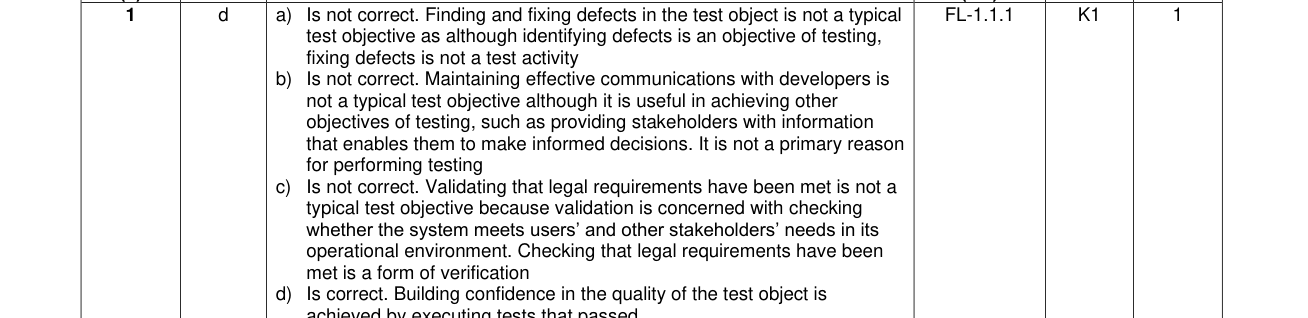 1 d a) Is not correct. Finding and fixing defects in the test object is not a typical FL-1.1.1 K1 1
test objective as although identifying defects is an objective of testing,
fixing defects is not a test activity
b) Is not correct. Maintaining effective communications with developers is
not a typical test objective although it is useful in achieving other
objectives of testing, such as providing stakeholders with information
that enables them to make informed decisions. It is not a primary reason
for performing testing
c) Is not correct. Validating that legal requirements have been met is not a
typical test objective because validation is concerned with checking
whether the system meets users’ and other stakeholders’ needs in its
operational environment. Checking that legal requirements have been
met is a form of verification
d) Is correct. Building confidence in the quality of the test object is
achieved by executing tests that passed